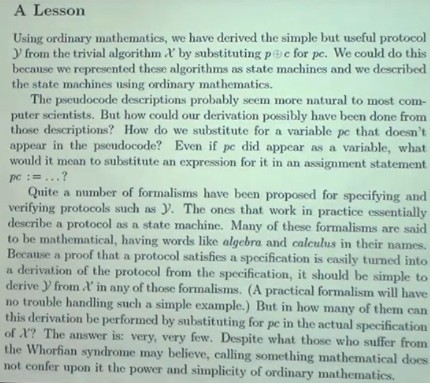 A Lesson
Using ordinary mathematics, we have derived the simple but useful protocol
𝒴 from the trivial algorithm 𝒳 by substituting p⊕c for pc. We could do this
because we represented these algorithms as state machines and we described
the state machines using ordinary mathematics.
The pseudocode descriptions probably seem more natural to most com-
puter scientists. But how could our derivation possibly have been done from
those descriptions? How do we substitute for a variable pc that doesn't
appear in the pseudocode? Even if pc did appear as a variable, what
would it mean to substitute an expression for it in an assignment statement
pc := ...?
Quite a number of formalisms have been proposed for specifying and
verifying protocols such as 𝒴. The ones that work in practice essentially
describe a protocol as a state machine. Many of these formalisms are said
to be mathematical, having words like algebra and calculus in their names.
Because a proof that a protocol satisfies a specification is easily turned into
a derivation of the protocol from the specification, it should be simple to
derive 𝒴 from 𝒳 in any of those formalisms. (A practical formalism will have
no trouble handling such a simple example.) But in how many of them can
this derivation be performed by substituting for pc in the actual specification
of 𝒳? The answer is: very, very few. Despite what those who suffer from
the Whorfian syndrome may believe, calling something mathematical does
not confer upon it the power and simplicity of ordinary mathematics.